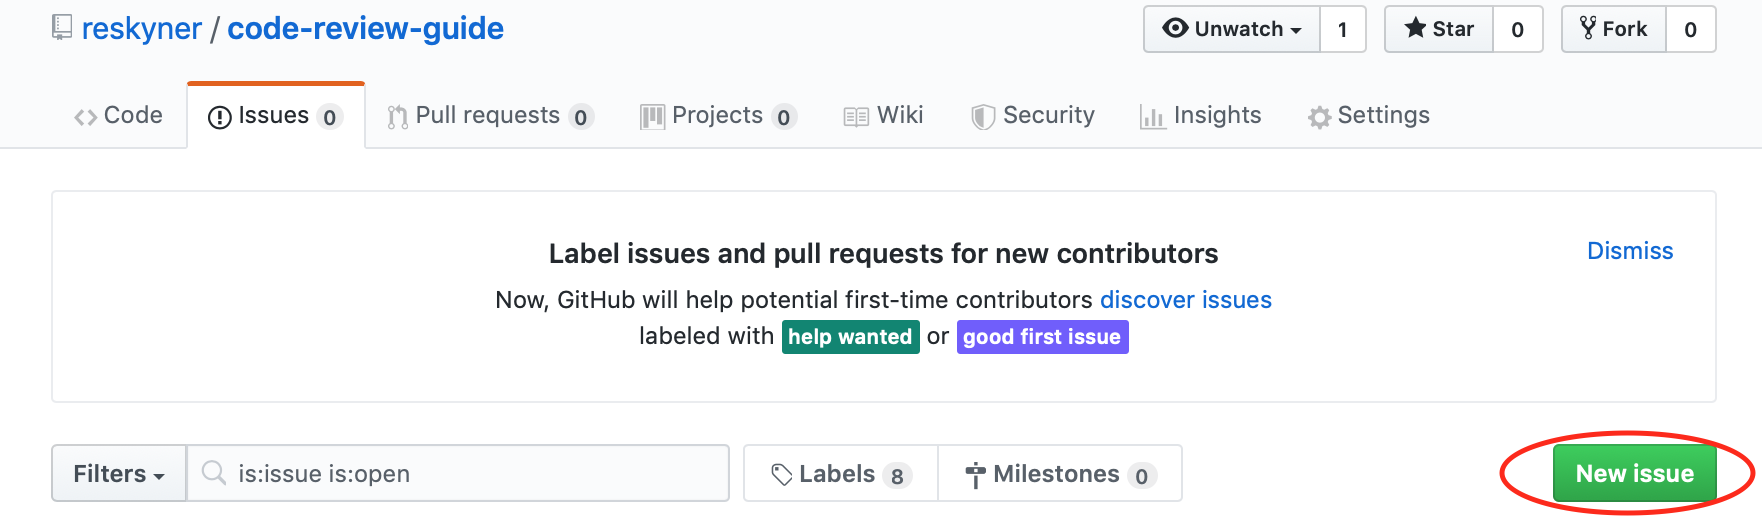 reskyner / code-review-guide
Unwatch 1 Star 0 Fork 0
Code Issues 0 Pull requests 0 Projects 0 Wiki Security Insights Settings
Label issues and pull requests for new contributors
Dismiss
Now, GitHub will help potential first-time contributors discover issues
labeled with help wanted or good first issue
Filters is:issue is:open Labels 8 Milestones 0 New issue